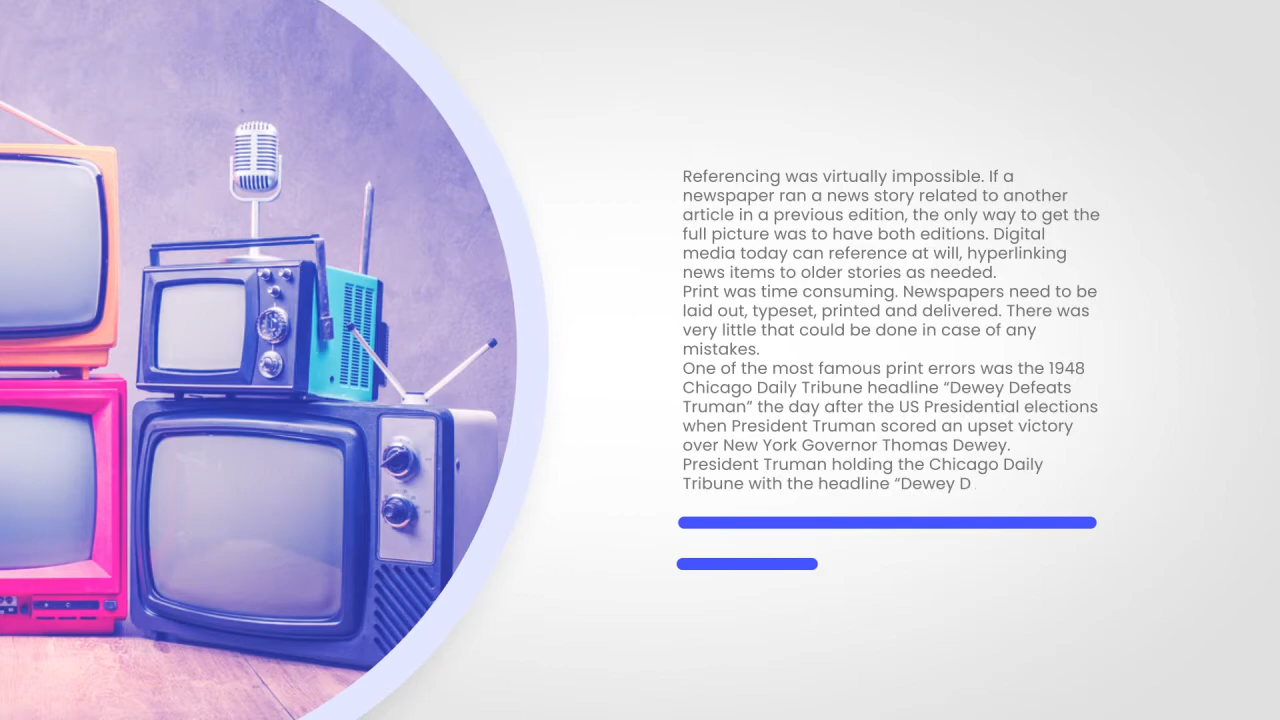 Referencing was virtually impossible. If a
newspaper ran a news story related to another
article in a previous edition, the only way to get the
full picture was to have both editions. Digital
media today can reference at will, hyperlinking
news items to older stories as needed.
Print was time consuming. Newspapers need to be
laid out, typeset, printed and delivered. There was
very little that could be done in case of any
mistakes.
One of the most famous print errors was the 1948
Chicago Daily Tribune headline “Dewey Defeats
Truman” the day after the US Presidential elections
when President Truman scored an upset victory
over New York Governor Thomas Dewey.
President Truman holding the Chicago Daily
Tribune with the headline “Dewey D